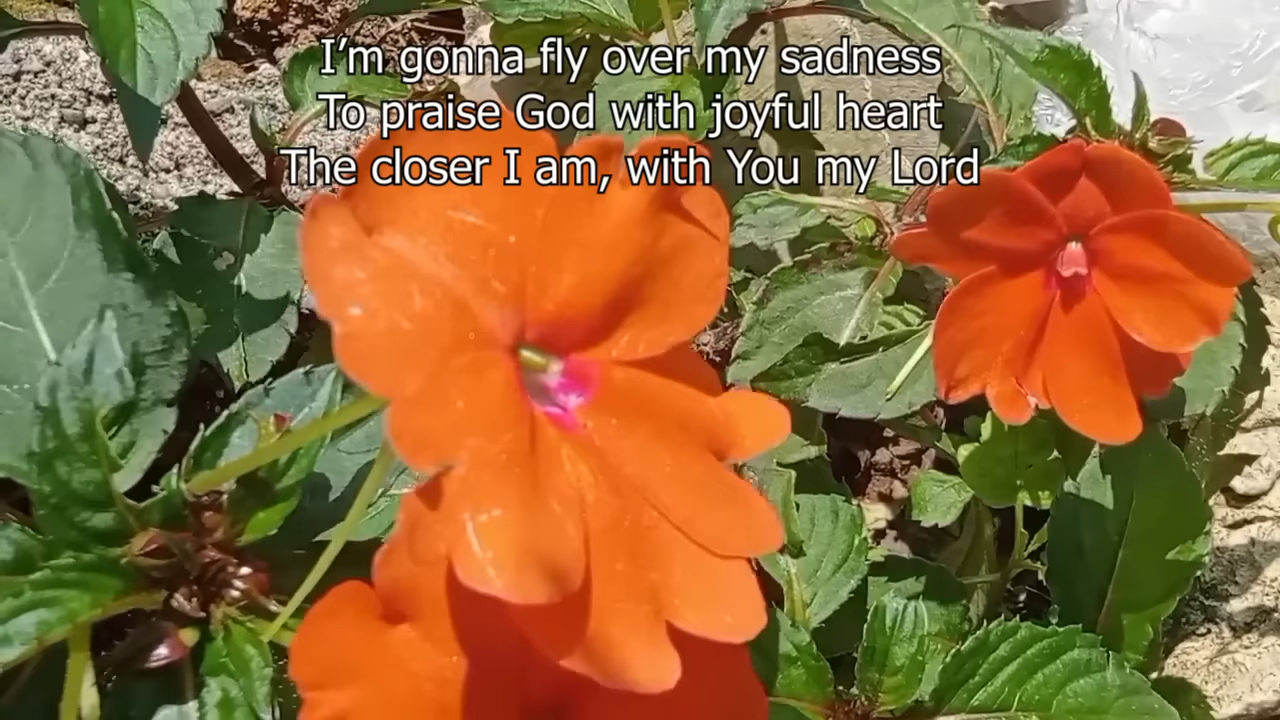 I'm gonna fly over my sadness
To praise God with joyful heart
The closer I am, with You my Lord